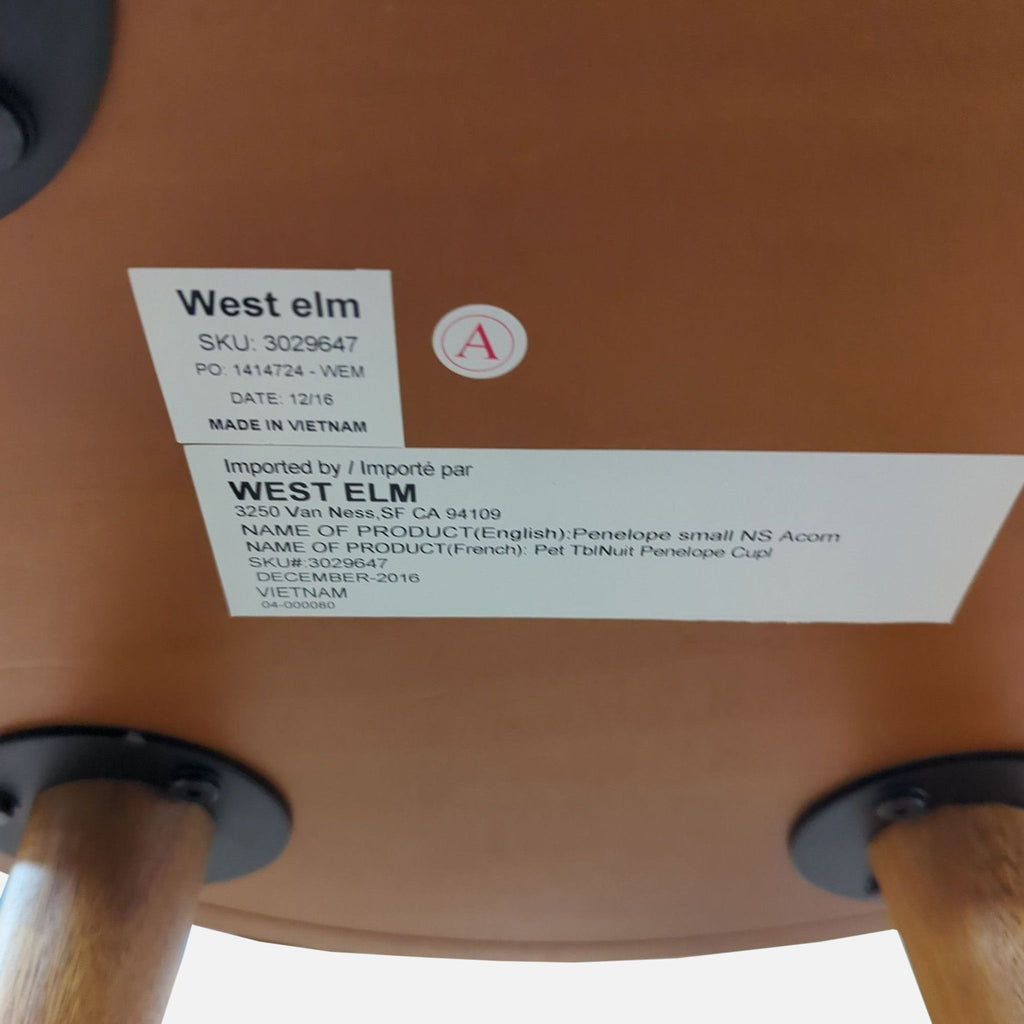 West elm
SKU: 3029647
PO: 1414724 - WEM
DATE: 12/16
MADE IN VIETNAM
A
Imported by / Importé par
WEST ELM
3250 Van Ness,SF CA 94109
NAME OF PRODUCT(English):Penelope small NS Acorn
NAME OF PRODUCT(French): Pet TblNuit Penelope Cupl
SKU#:3029647
DECEMBER-2016
VIETNAM
04-000080